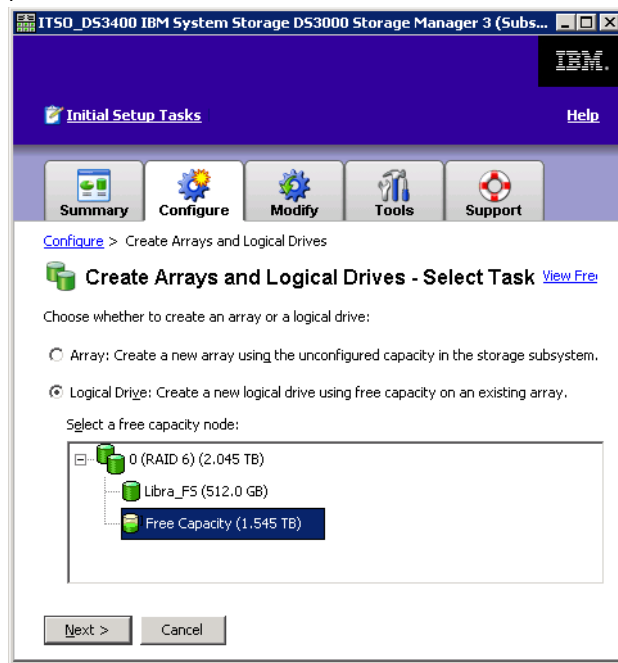 ITSO_DS3400 IBM System Storage DS3000 Storage Manager 3 (Subs...
IBM.
Initial Setup Tasks
Help
Summary
Configure
Modify
Tools
Support
Configure > Create Arrays and Logical Drives
Create Arrays and Logical Drives - Select Task
View Free
Choose whether to create an array or a logical drive:
Array: Create a new array using the unconfigured capacity in the storage subsystem.
Logical Drive: Create a new logical drive using free capacity on an existing array.
Select a free capacity node:
0 (RAID 6) (2.045 TB)
Libra_FS (512.0 GB)
Free Capacity (1.545 TB)
Next >
Cancel